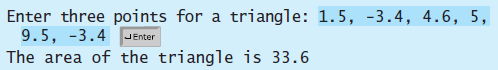 Enter three points for a triangle: 1.5, -3.4, 4.6, 5,
9.5, -3.4 ↵Enter
The area of the triangle is 33.6